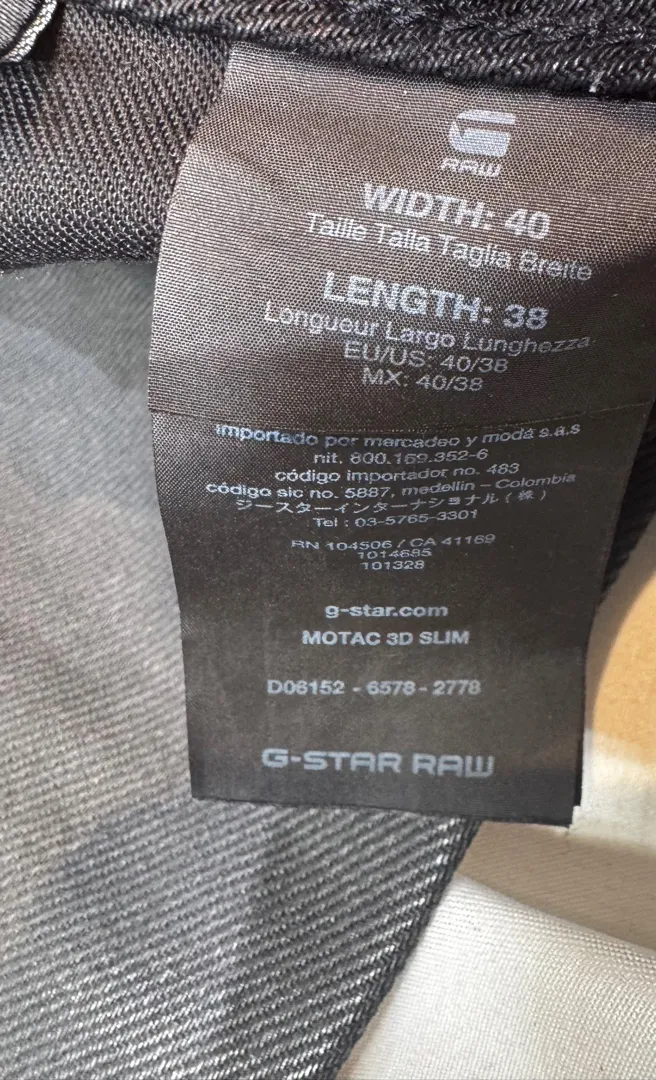 G
RAW
WIDTH: 40
Taille Talla Taglia Breite
LENGTH: 38
Longueur Largo Lunghezza
EU/US: 40/38
MX: 40/38
importado por mercadeo y moda s.a.s
nit. 800.159.352-6
código importador no. 483
código sic no. 5887, medellin - Colombia
ジースターインターナショナル(株)
Tel : 03-5765-3301
RN 104506 / CA 41169
1014685
101328
g-star.com
MOTAC 3D SLIM
D06152 - 6578 - 2778
G-STAR RAW